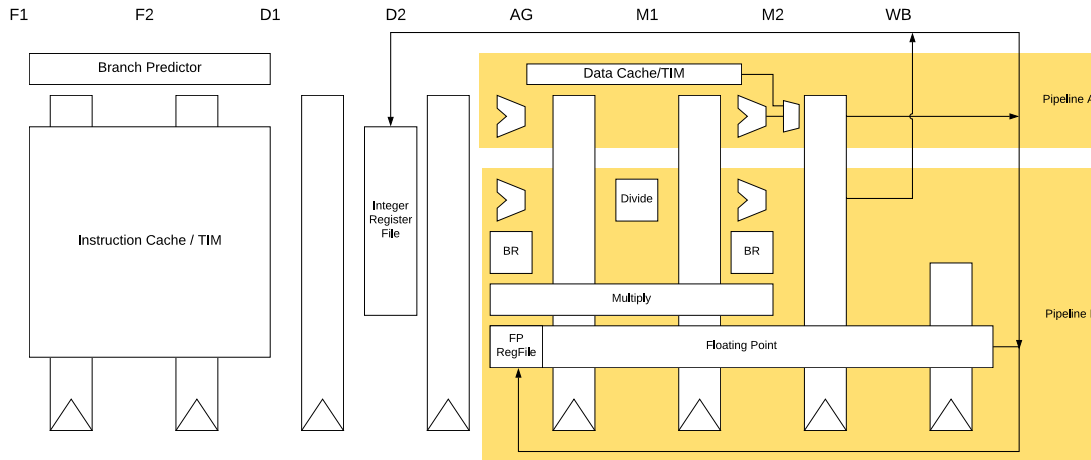 F1 F2 D1 D2 AG M1 M2 WB
Branch Predictor
Data Cache/TIM
Pipeline A
Instruction Cache / TIM
Integer
Register
File
Divide
BR
BR
Multiply
Pipeline
FP
RegFile
Floating Point